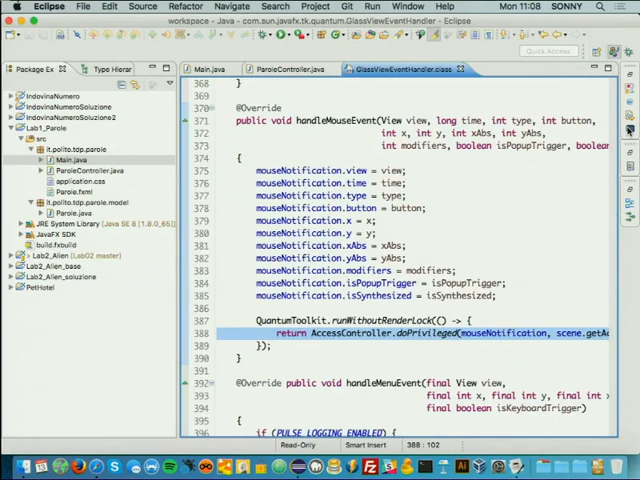 Eclipse File Edit Source Refactor Navigate Search Project Git Run Window Help Mon 11:08 SONNY
workspace - Java - com.sun.javafx.tk.quantum.GlassViewEventHandler - Eclipse
Quick Access
Package Ex Type Hierar
Main.java ParoleController.java GlassViewEventHandler.class
IndovinaNumero
IndovinaNumeroSoluzione
IndovinaNumeroSoluzione2
Lab1_Parole
src
it.polito.tdp.parole
Main.java
ParoleController.java
application.css
Parole.fxml
it.polito.tdp.parole.model
Parole.java
JRE System Library [Java SE 1.8.0_65]
JavaFX SDK
build.fxbuild
> Lab2_Alien [Lab02 master]
Lab2_Alien_base
Lab2_Alien_soluzione
PetHotel
368 }
369
370 @Override
371 public void handleMouseEvent(View view, long time, int type, int button,
372 int x, int y, int xAbs, int yAbs,
373 int modifiers, boolean isPopupTrigger, boolean
374 {
375 mouseNotification.view = view;
376 mouseNotification.time = time;
377 mouseNotification.type = type;
378 mouseNotification.button = button;
379 mouseNotification.x = x;
380 mouseNotification.y = y;
381 mouseNotification.xAbs = xAbs;
382 mouseNotification.yAbs = yAbs;
383 mouseNotification.modifiers = modifiers;
384 mouseNotification.isPopupTrigger = isPopupTrigger;
385 mouseNotification.isSynthesized = isSynthesized;
386
387 QuantumToolkit.runWithoutRenderLock(() -> {
388 return AccessController.doPrivileged(mouseNotification, scene.getAc
389 });
390 }
391
392 @Override public void handleMenuEvent(final View view,
393 final int x, final int y, final int x
394 final boolean isKeyboardTrigger)
395 {
396 if (PULSE_LOGGING_ENABLED) {
Read-Only Smart Insert 388 : 102